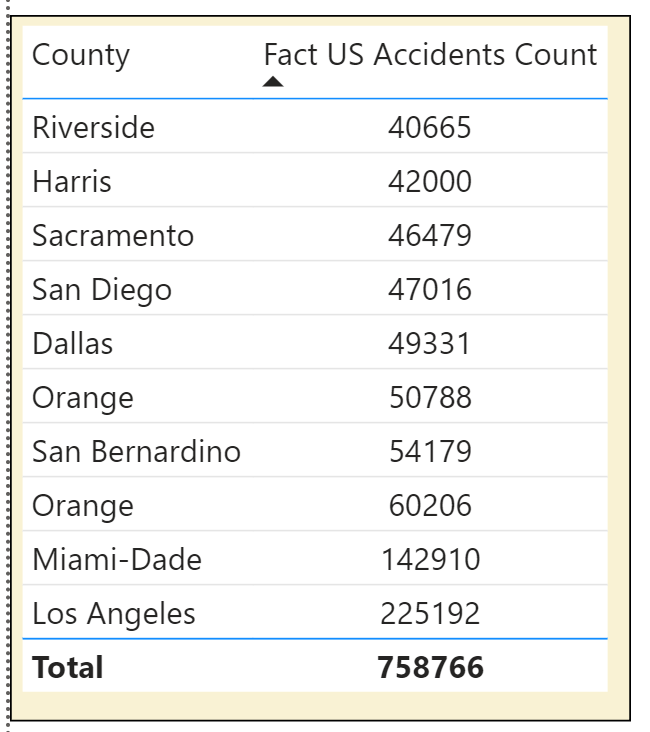 County Fact US Accidents Count
Riverside 40665
Harris 42000
Sacramento 46479
San Diego 47016
Dallas 49331
Orange 50788
San Bernardino 54179
Orange 60206
Miami-Dade 142910
Los Angeles 225192
Total 758766